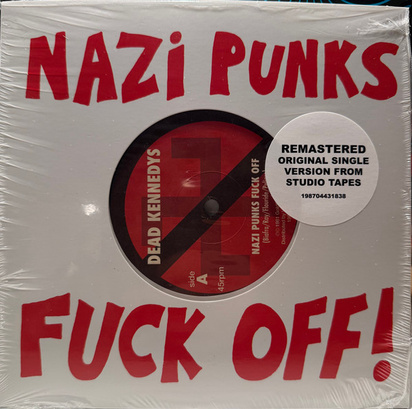 NAZi PUNKS
REMASTERED
ORIGINAL SINGLE
VERSION FROM
STUDIO TAPES
198704431838
DEAD KENNEDYS
side
A
45rpm
NAZI PUNKS FUCK OFF
FUCK OFF!